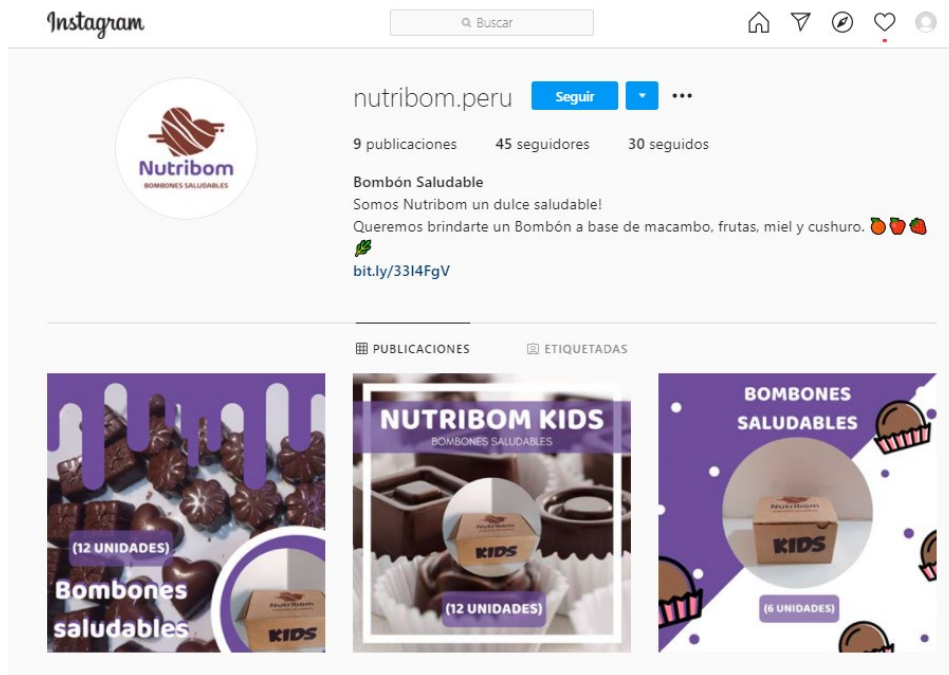 Instagram
Buscar
nutribom.peru Seguir
9 publicaciones 45 seguidores 30 seguidos
Nutribom
BOMBONES SALUDABLES
Bombón Saludable
Somos Nutribom un dulce saludable!
Queremos brindarte un Bombón a base de macambo, frutas, miel y cushuro.
bit.ly/33I4FgV
PUBLICACIONES ETIQUETADAS
(12 UNIDADES)
Bombones
saludables
Nutribom
KIDS
NUTRIBOM KIDS
BOMBONES SALUDABLES
Nutribom
KIDS
(12 UNIDADES)
BOMBONES
SALUDABLES
Nutribom
KIDS
(6 UNIDADES)